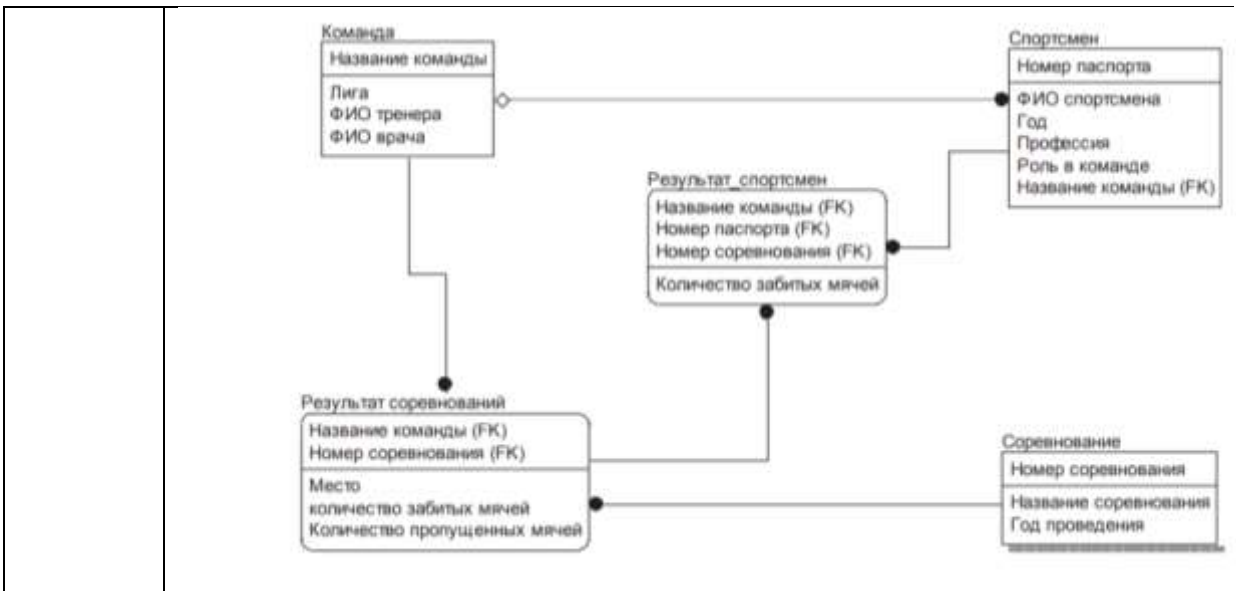 Команда
Название команды
Лига
ФИО тренера
ФИО врача
Спортсмен
Номер паспорта
ФИО спортсмена
Год
Профессия
Роль в команде
Название команды (FK)
Результат_спортсмен
Название команды (FK)
Номер паспорта (FK)
Номер соревнования (FK)
Количество забитых мячей
Результат соревнований
Название команды (FK)
Номер соревнования (FK)
Место
количество забитых мячей
Количество пропущенных мячей
Соревнование
Номер соревнования
Название соревнования
Год проведения